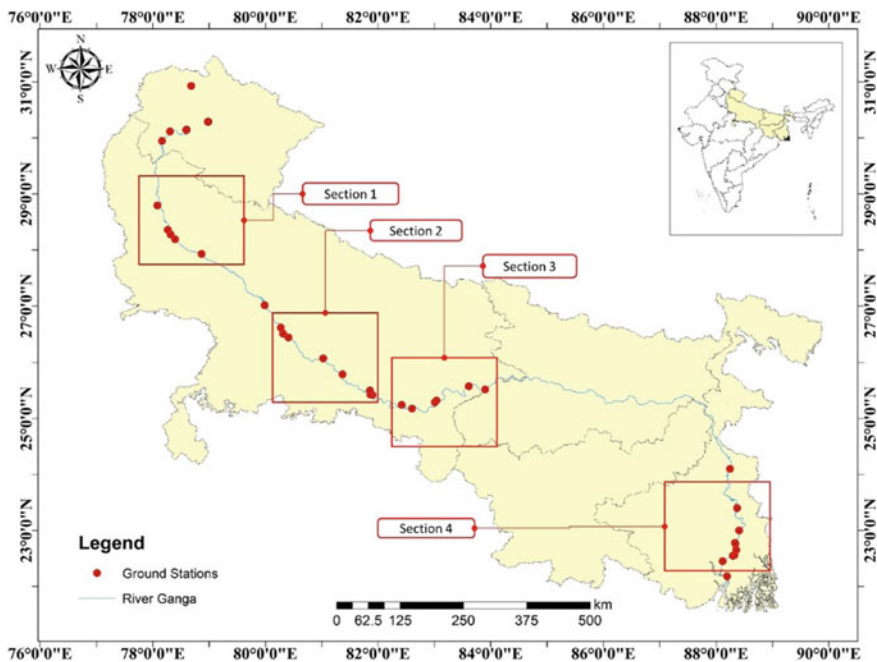 76°0'0"E 78°0'0"E 80°0'0"E 82°0'0"E 84°0'0"E 86°0'0"E 88°0'0"E 90°0'0"E
N
W E
S
31°0'0"N
31°0'0"N
29°0'0"N
29°0'0"N
Section 1
Section 2
Section 3
27°0'0"N
27°0'0"N
25°0'0"N
25°0'0"N
Section 4
23°0'0"N
23°0'0"N
Legend
Ground Stations
River Ganga
km
0 62.5 125 250 375 500
76°0'0"E 78°0'0"E 80°0'0"E 82°0'0"E 84°0'0"E 86°0'0"E 88°0'0"E 90°0'0"E